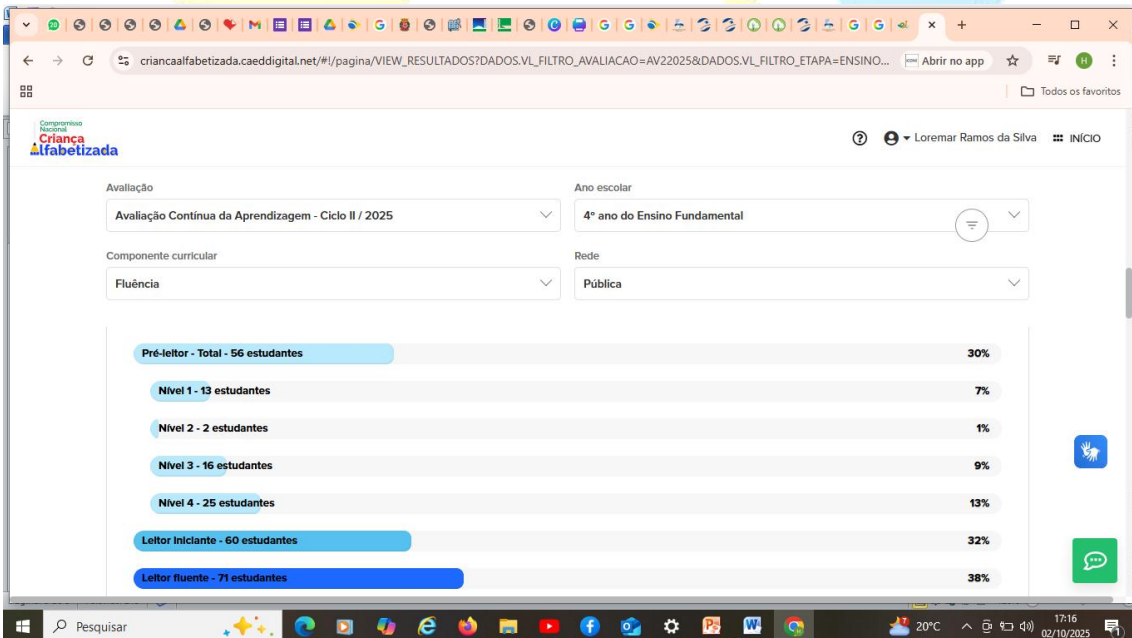 criancaalfabetizada.caeddigital.net/#!/pagina/VIEW_RESULTADOS?DADOS.VL_FILTRO_AVALIACAO=AV22025&DADOS.VL_FILTRO_ETAPA=ENSINO...
Abrir no app
H
Todos os favoritos
Compromisso
Nacional
Criança
Alfabetizada
Loremar Ramos da Silva
INÍCIO
Avaliação
Ano escolar
Avaliação Contínua da Aprendizagem - Ciclo II / 2025
4º ano do Ensino Fundamental
Componente curricular
Rede
Fluência
Pública
Pré-leitor - Total - 56 estudantes 30%
Nível 1 - 13 estudantes 7%
Nível 2 - 2 estudantes 1%
Nível 3 - 16 estudantes 9%
Nível 4 - 25 estudantes 13%
Leitor Iniciante - 60 estudantes 32%
Leitor fluente - 71 estudantes 38%
Pesquisar
20°C
17:16
02/10/2025